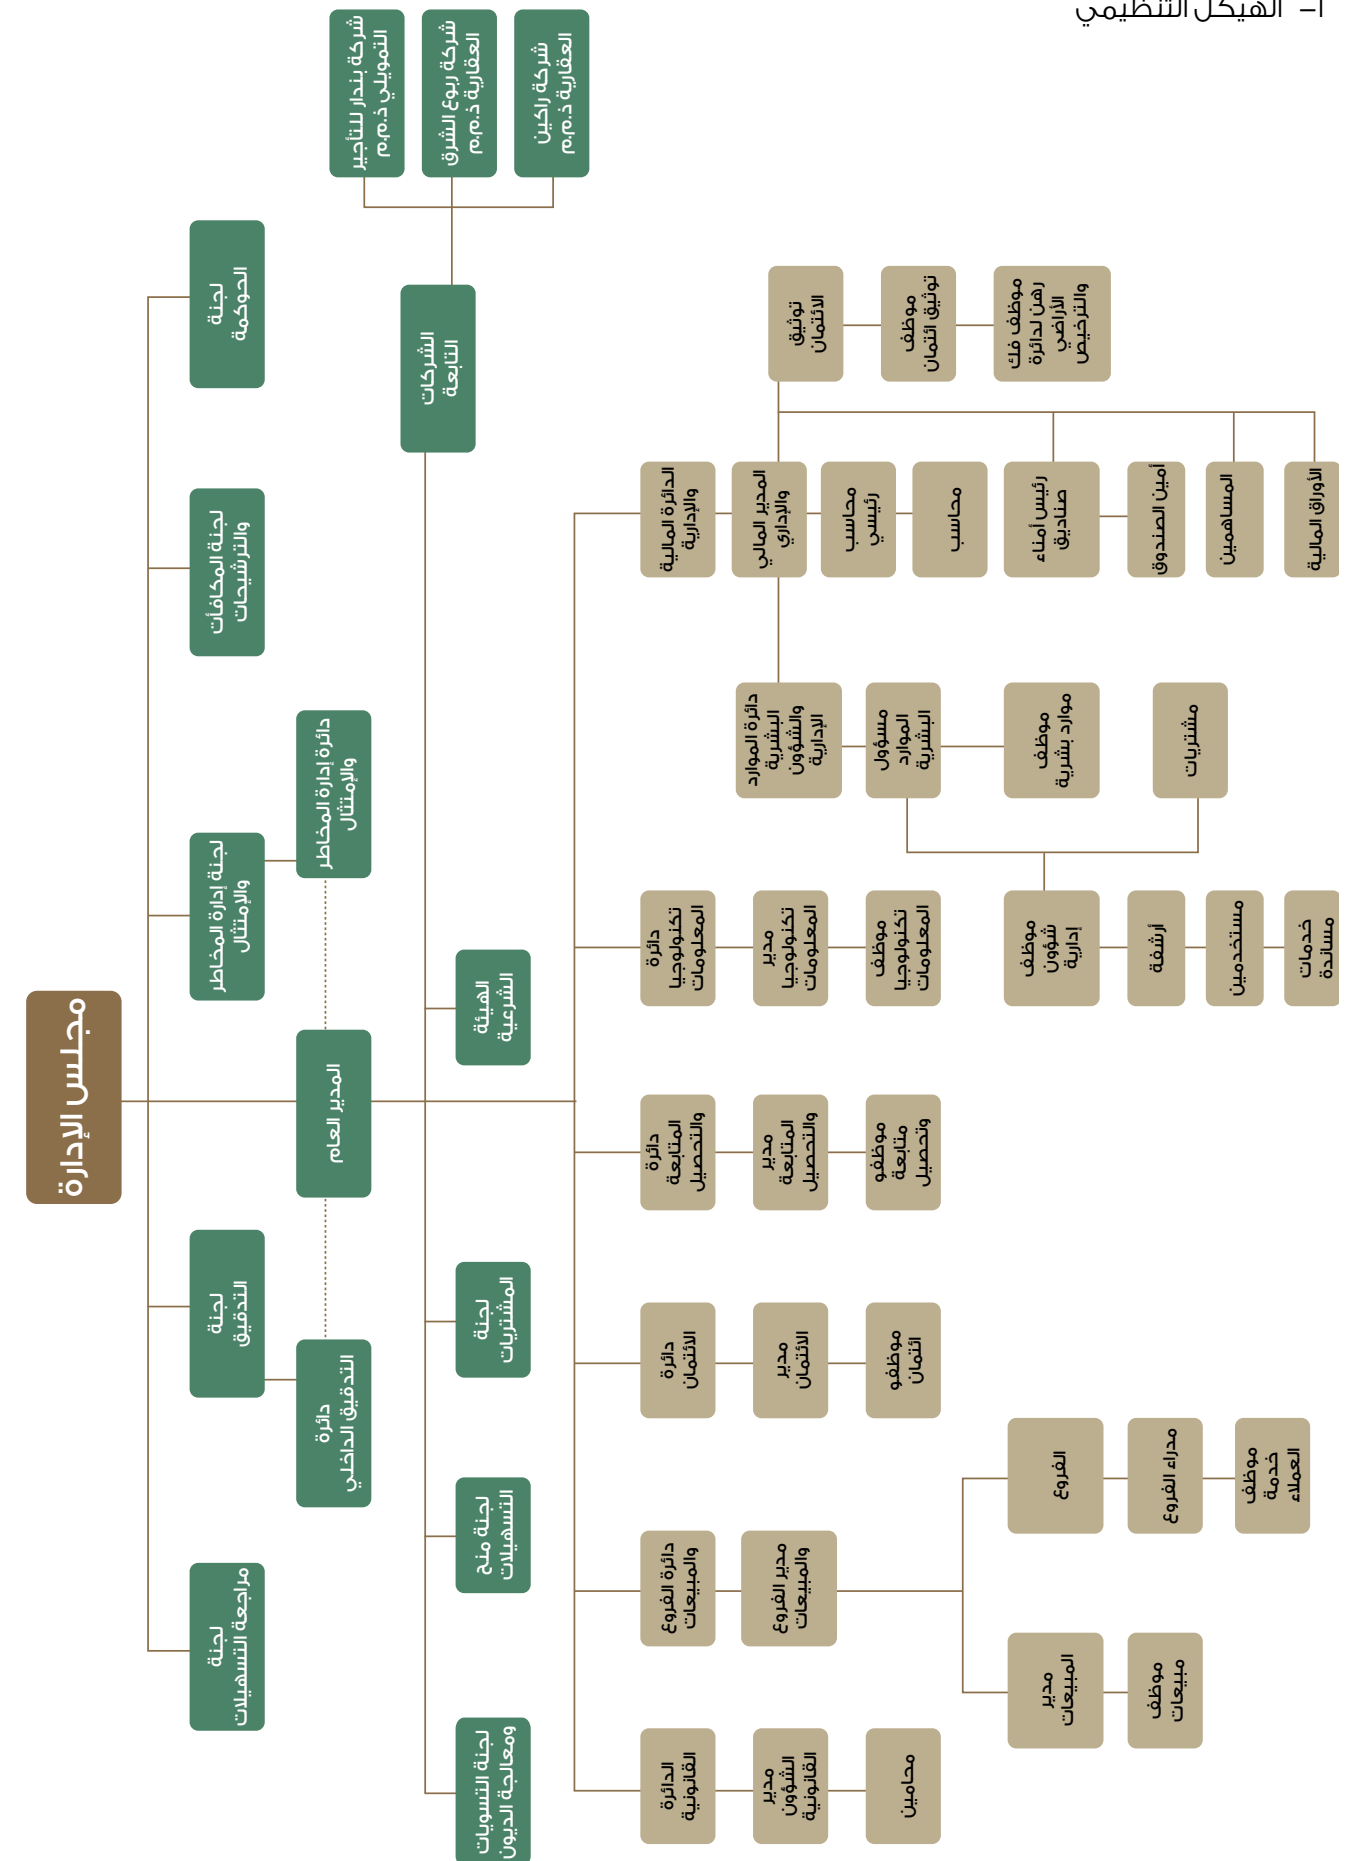 أ– الهيكل التنظيمي
مجلس الإدارة
لجنة
الحوكمة
لجنة المكافأت
والترشيحات
لجنة إدارة المخاطر
والإمتثال
لجنة
التدقيق
لجنة
مراجعة التسهيلات
دائرة إدارة المخاطر
والإمتثال
المدير العام
دائرة
التدقيق الداخلي
شركة بندار للتأجير
التمويلي ذ.م.م
شركة ربوع الشرق
العقارية ذ.م.م
شركة راكين
العقارية ذ.م.م
الشركات
التابعة
الهيئة
الشرعية
لجنة
المشتريات
لجنة منح
التسهيلات
لجنة التسويات
ومعالجة الديون
الدائرة المالية
والإدارية
المدير المالي
والإداري
محاسب
رئيسي
محاسب
رئيس أمناء
صناديق
أمين الصندوق
المساهمين
الأوراق المالية
توثيق
الائتمان
موظف
توثيق ائتمان
موظف فك
رهن لدائرة
الأراضي
والترخيص
دائرة الموارد
البشرية
والشؤون
الإدارية
مسؤول
الموارد
البشرية
موظف
موارد بشرية
مشتريات
موظف
شؤون
إدارية
أرشفة
مستخدمين
خدمات
مساندة
دائرة
تكنولوجيا
المعلومات
مدير
تكنولوجيا
المعلومات
موظف
تكنولوجيا
المعلومات
دائرة
المتابعة
والتحصيل
مدير
المتابعة
والتحصيل
موظفو
متابعة
وتحصيل
دائرة
الائتمان
مدير
الائتمان
موظفو
ائتمان
دائرة الفروع
والمبيعات
مدير الفروع
والمبيعات
الفروع
مدراء الفروع
موظف
خدمة
العملاء
مدير
المبيعات
موظف
مبيعات
الدائرة
القانونية
مدير
الشؤون
القانونية
محامين